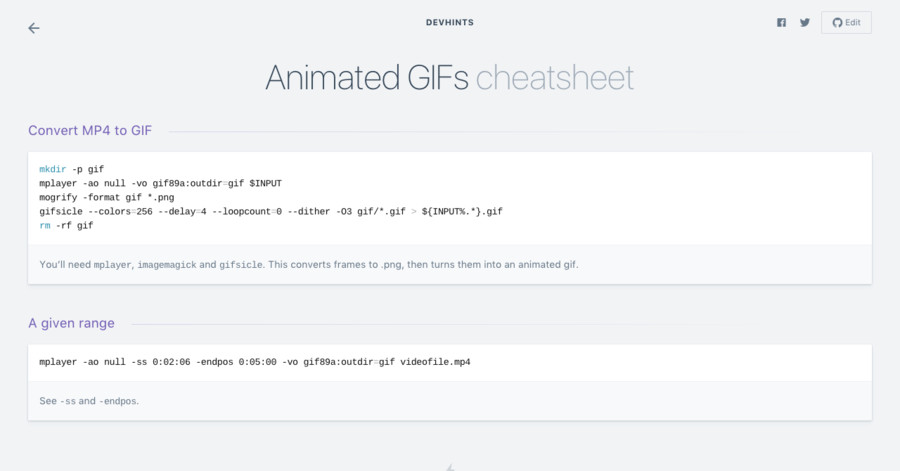 DEVHINTS
Edit
Animated GIFs cheatsheet
Convert MP4 to GIF
mkdir -p gif
mplayer -ao null -vo gif89a:outdir=gif $INPUT
mogrify -format gif *.png
gifsicle --colors=256 --delay=4 --loopcount=0 --dither -O3 gif/*.gif > ${INPUT%.*}.gif
rm -rf gif
You’ll need mplayer, imagemagick and gifsicle. This converts frames to .png, then turns them into an animated gif.
A given range
mplayer -ao null -ss 0:02:06 -endpos 0:05:00 -vo gif89a:outdir=gif videofile.mp4
See -ss and -endpos.